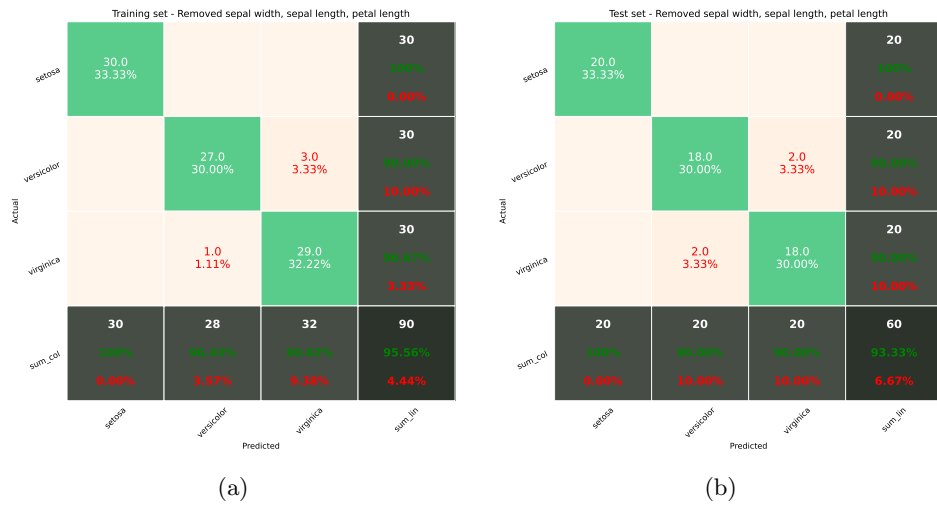 Training set - Removed sepal width, sepal length, petal length
setosa
30.0
33.33%
30
100%
0.00%
versicolor
27.0
30.00%
3.0
3.33%
30
90.00%
10.00%
Actual
virginica
1.0
1.11%
29.0
32.22%
30
96.67%
3.33%
sum_col
30
100%
0.00%
28
96.43%
3.57%
32
90.62%
9.38%
90
95.56%
4.44%
setosa
versicolor
virginica
sum_lin
Predicted
(a)
Test set - Removed sepal width, sepal length, petal length
setosa
20.0
33.33%
20
100%
0.00%
versicolor
18.0
30.00%
2.0
3.33%
20
90.00%
10.00%
Actual
virginica
2.0
3.33%
18.0
30.00%
20
90.00%
10.00%
sum_col
20
100%
0.00%
20
90.00%
10.00%
20
90.00%
10.00%
60
93.33%
6.67%
setosa
versicolor
virginica
sum_lin
Predicted
(b)